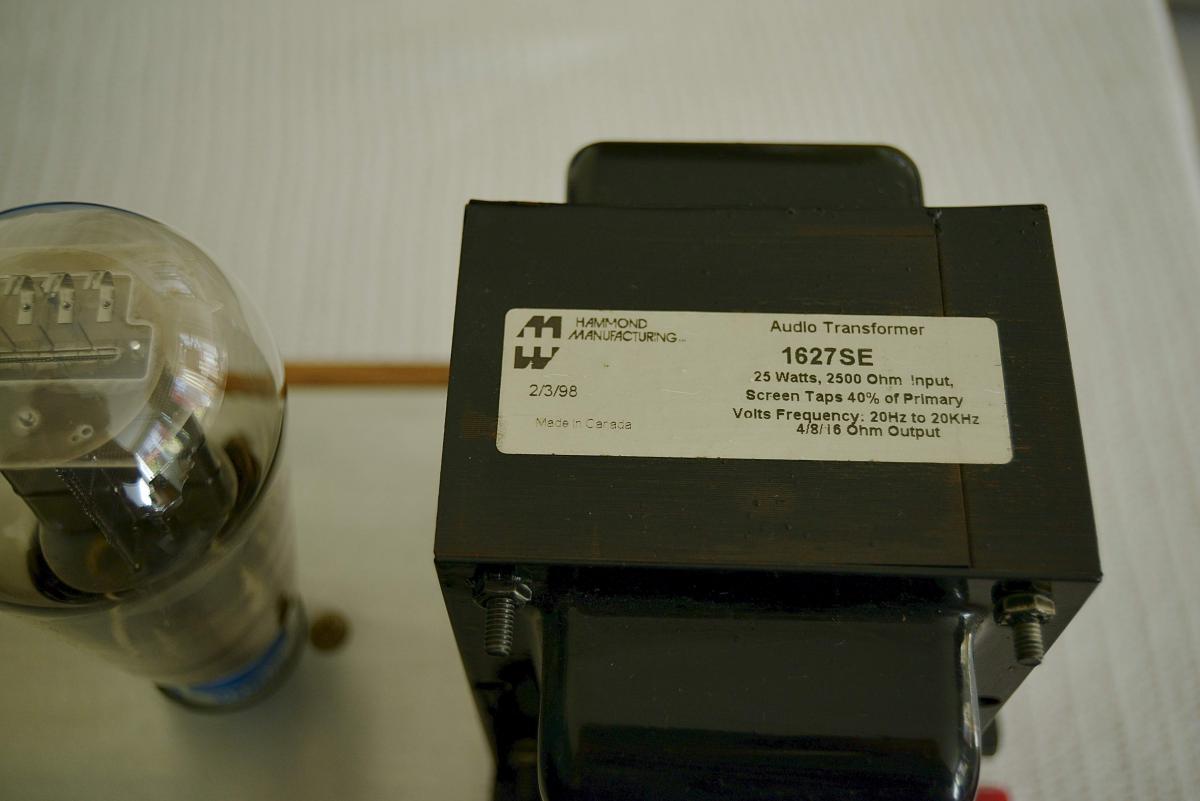 HAMMOND
MANUFACTURING
2/3/98
Made in Canada
Audio Transformer
1627SE
25 Watts, 2500 Ohm Input,
Screen Taps 40% of Primary
Volts Frequency: 20Hz to 20KHz
4/8/16 Ohm Output